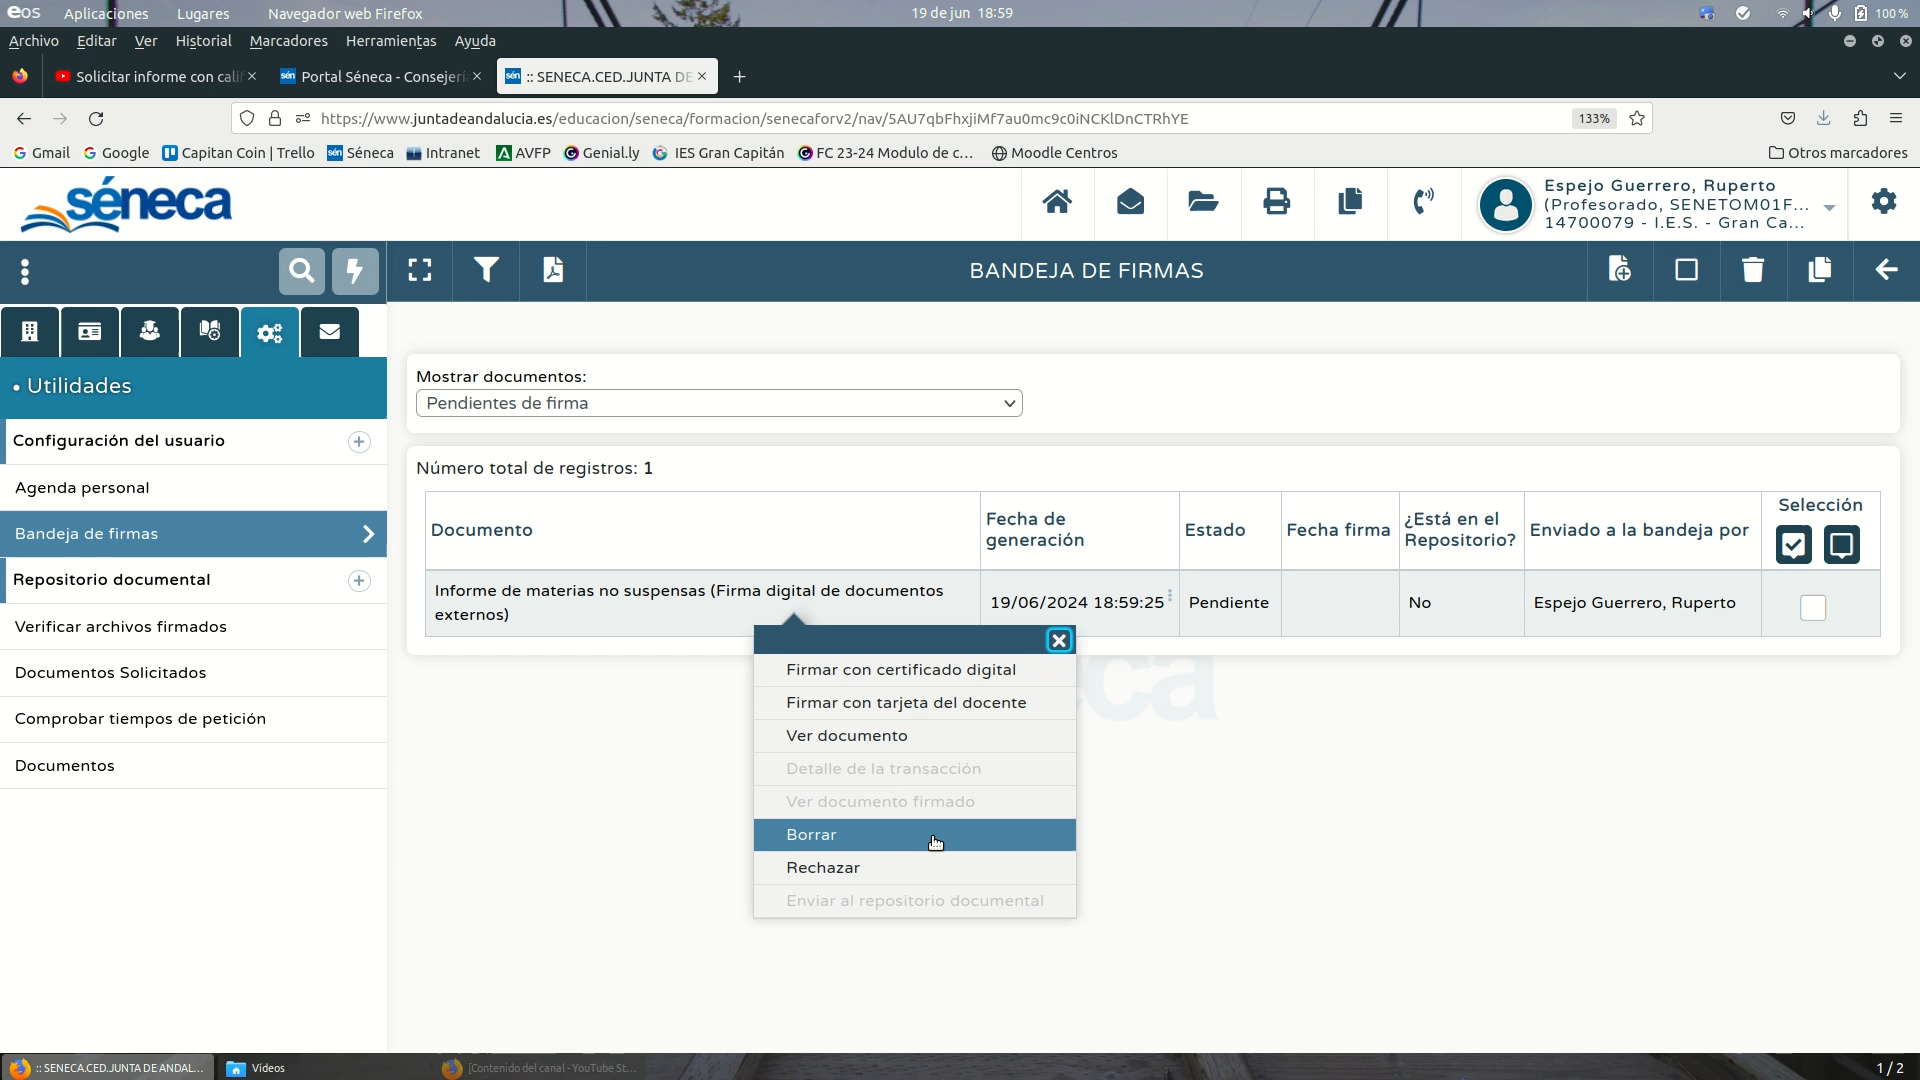 eos Aplicaciones Lugares Navegador web Firefox 19 de jun 18:59 100 %
Archivo Editar Ver Historial Marcadores Herramientas Ayuda
Solicitar informe con cali Portal Séneca - Consejería :: SENECA.CED.JUNTA DE
https://www.juntadeandalucia.es/educacion/seneca/formacion/senecaforv2/nav/5AU7qbFhxjiMf7au0mc9c0iNCKlDnCTRhYE 133%
Gmail Google Capitan Coin | Trello Séneca Intranet AVFP Genial.ly IES Gran Capitán FC 23-24 Modulo de c... Moodle Centros Otros marcadores
séneca
Espejo Guerrero, Ruperto
(Profesorado, SENETOM01F...
14700079 - I.E.S. - Gran Ca...
BANDEJA DE FIRMAS
• Utilidades
Configuración del usuario
Agenda personal
Bandeja de firmas
Repositorio documental
Verificar archivos firmados
Documentos Solicitados
Comprobar tiempos de petición
Documentos
Mostrar documentos:
Pendientes de firma
Número total de registros: 1
Documento
Fecha de
generación
Estado
Fecha firma
¿Está en el
Repositorio?
Enviado a la bandeja por
Selección
Informe de materias no suspensas (Firma digital de documentos
externos)
19/06/2024 18:59:25
Pendiente
No
Espejo Guerrero, Ruperto
Firmar con certificado digital
Firmar con tarjeta del docente
Ver documento
Detalle de la transacción
Ver documento firmado
Borrar
Rechazar
Enviar al repositorio documental
eca
:: SENECA.CED.JUNTA DE ANDAL... Vídeos [Contenido del canal - YouTube St... 1 / 2